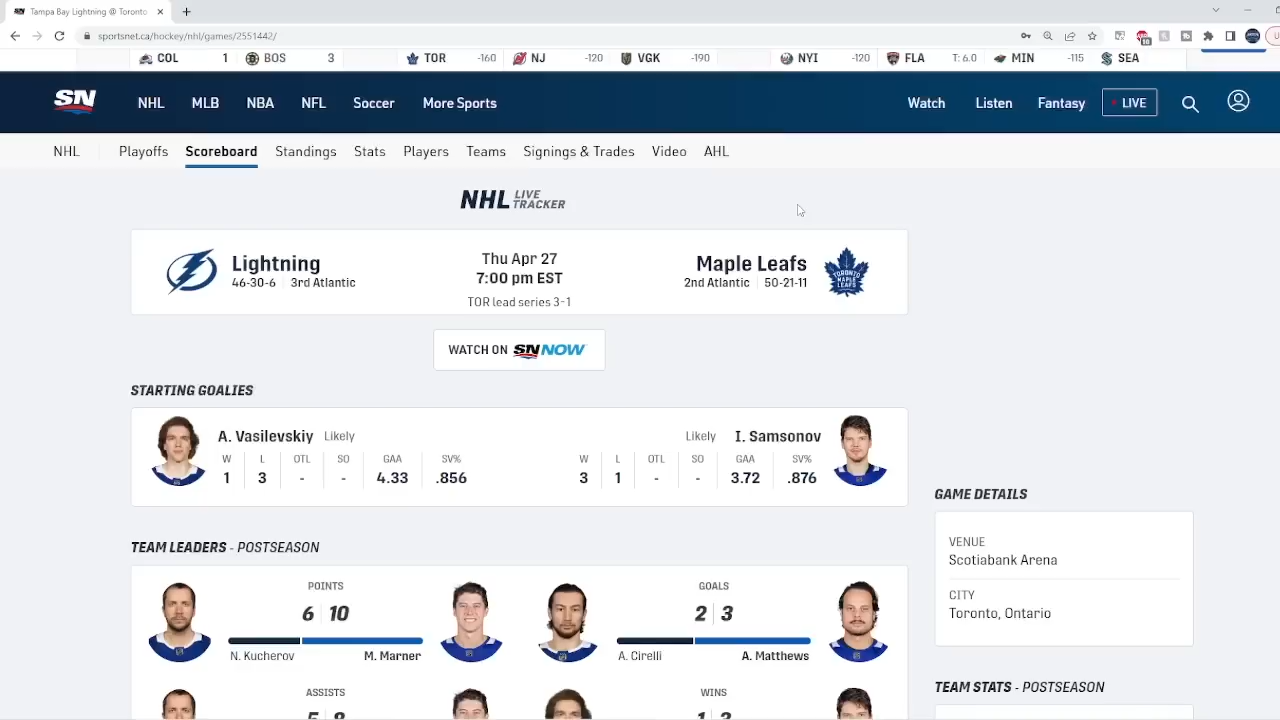 Tampa Bay Lightning @ Toronto
sportsnet.ca/hockey/nhl/games/2551442/
COL 1 BOS 3 TOR -160 NJ -120 VGK -190 NYI -120 FLA T: 6.0 MIN -115 SEA
SN NHL MLB NBA NFL Soccer More Sports Watch Listen Fantasy LIVE
NHL Playoffs Scoreboard Standings Stats Players Teams Signings & Trades Video AHL
NHL LIVE TRACKER
Lightning
46-30-6 3rd Atlantic
Thu Apr 27
7:00 pm EST
TOR lead series 3-1
Maple Leafs
2nd Atlantic 50-21-11
TORONTO MAPLE LEAFS
WATCH ON SN NOW
STARTING GOALIES
A. Vasilevskiy Likely
W L OTL SO GAA SV%
1 3 - - 4.33 .856
Likely I. Samsonov
W L OTL SO GAA SV%
3 1 - - 3.72 .876
GAME DETAILS
VENUE
Scotiabank Arena
CITY
Toronto, Ontario
TEAM LEADERS - POSTSEASON
POINTS
6 10
N. Kucherov M. Marner
GOALS
2 3
A. Cirelli A. Matthews
ASSISTS
5 8
WINS
1 3
TEAM STATS - POSTSEASON